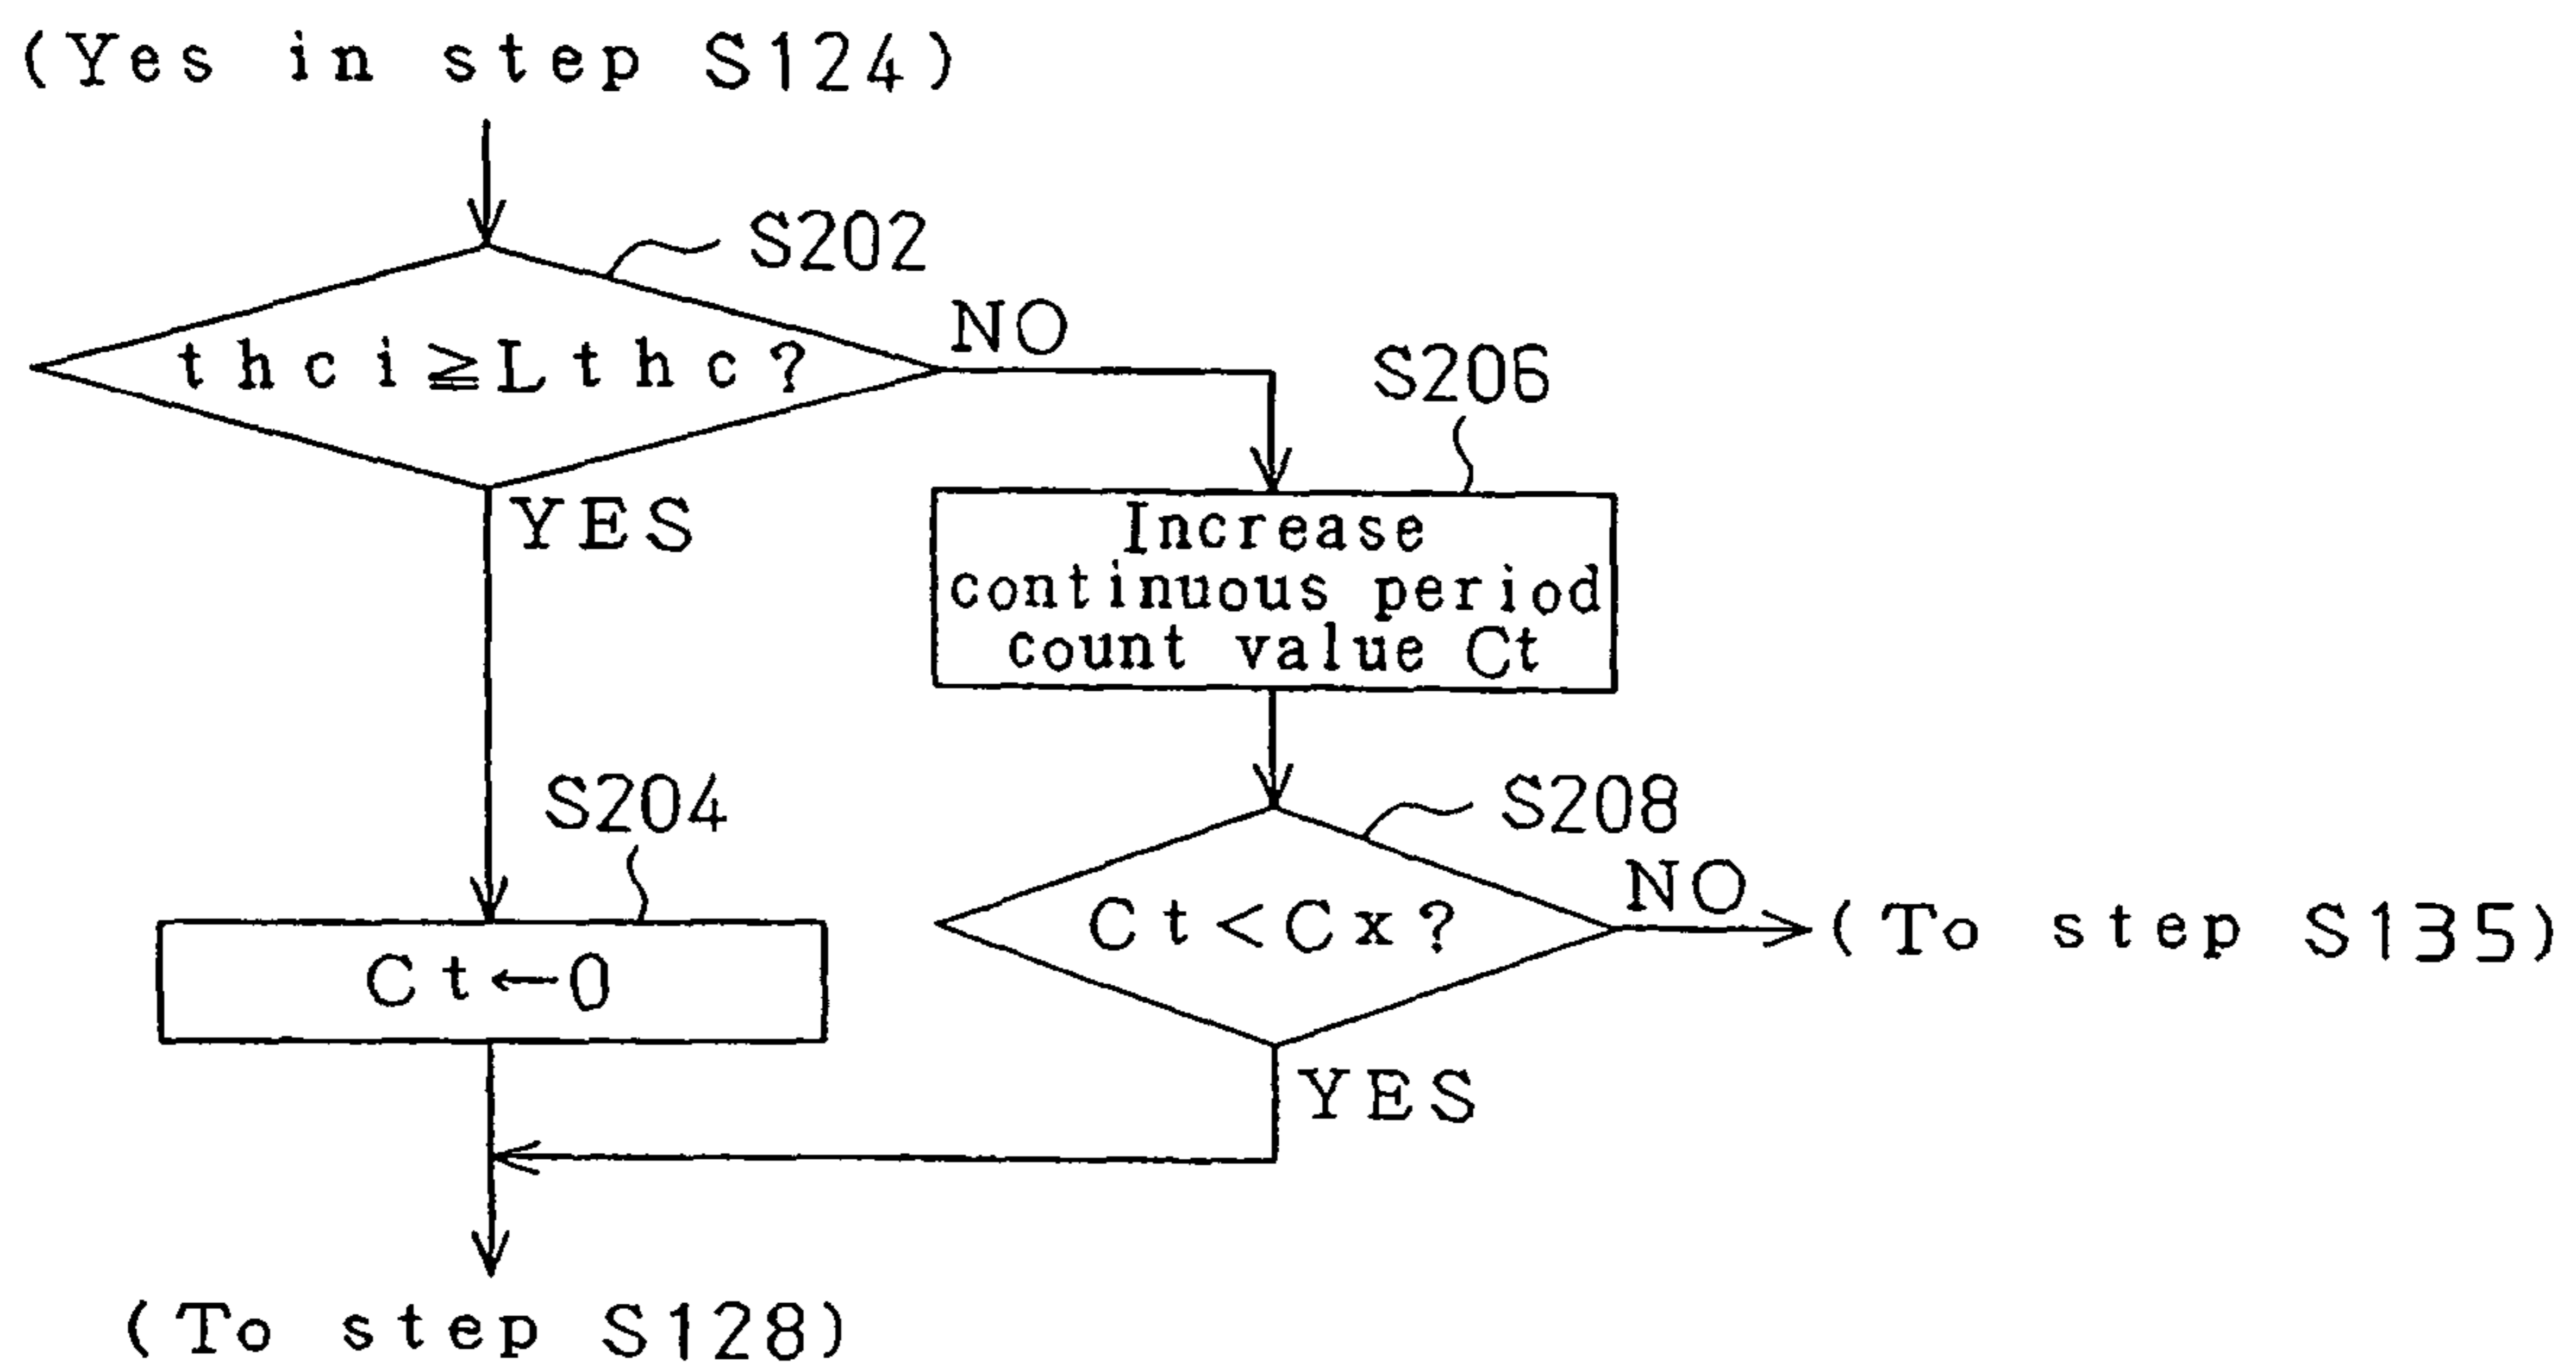 (Yes in step S124)
S202
thci≧Lthc?
NO
YES
S206
Increase
continuous period
count value Ct
S204
Ct←0
S208
Ct<Cx?
NO
(To step S135)
YES
(To step S128)